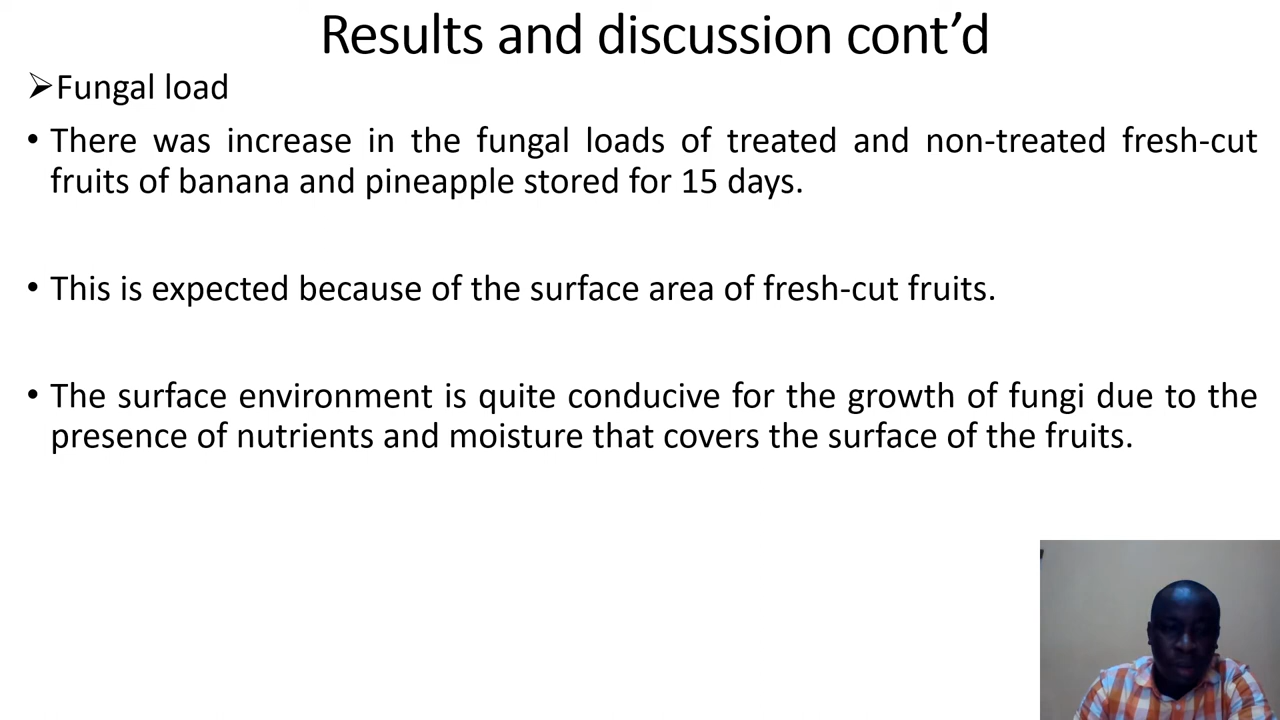 Results and discussion cont’d
➢Fungal load
• There was increase in the fungal loads of treated and non-treated fresh-cut
fruits of banana and pineapple stored for 15 days.
• This is expected because of the surface area of fresh-cut fruits.
• The surface environment is quite conducive for the growth of fungi due to the
presence of nutrients and moisture that covers the surface of the fruits.